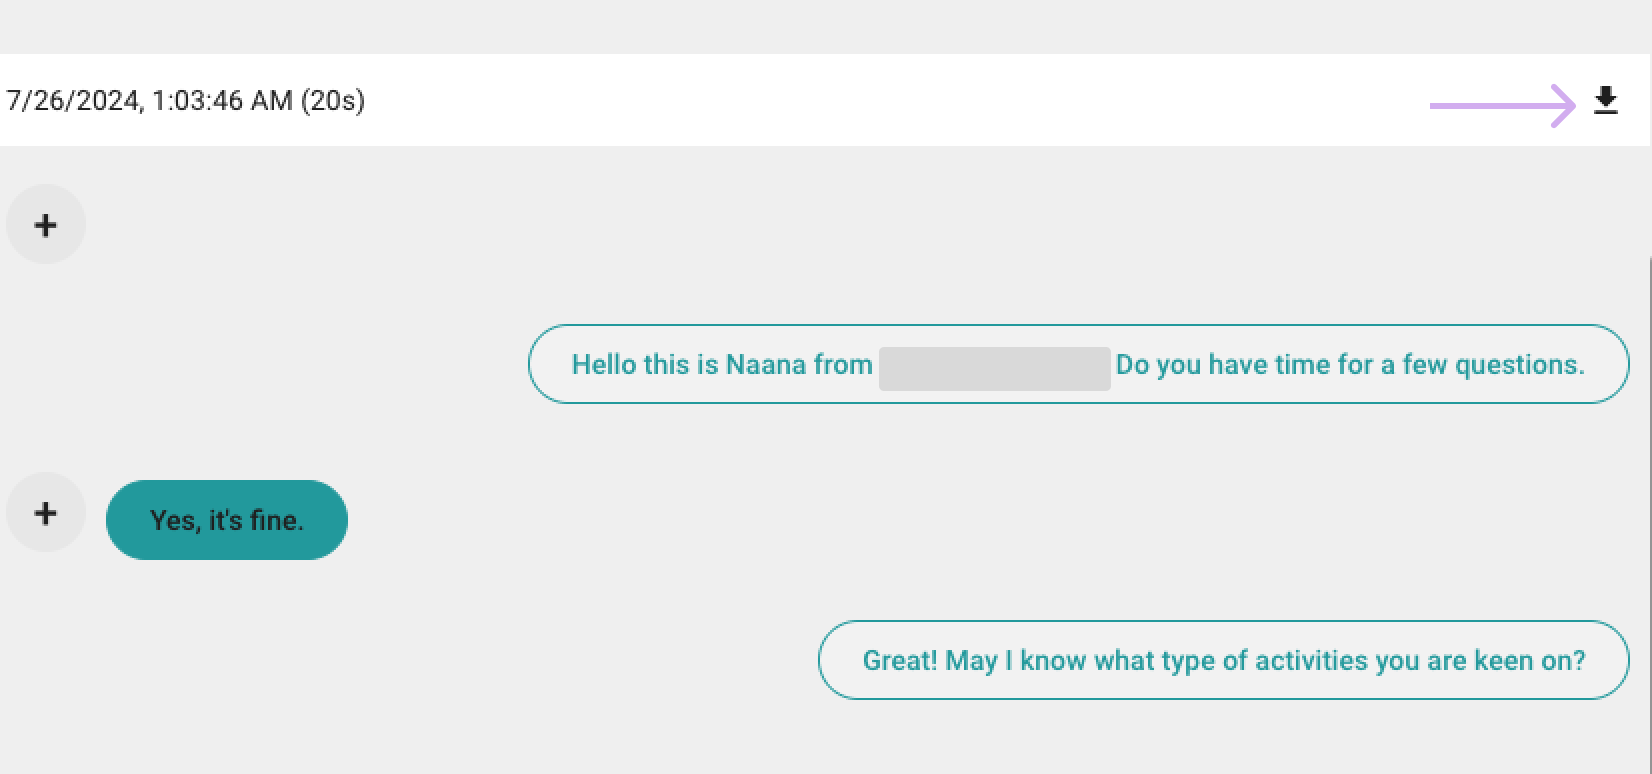 7/26/2024, 1:03:46 AM (20s)
Hello this is Naana from Do you have time for a few questions.
Yes, it's fine.
Great! May I know what type of activities you are keen on?